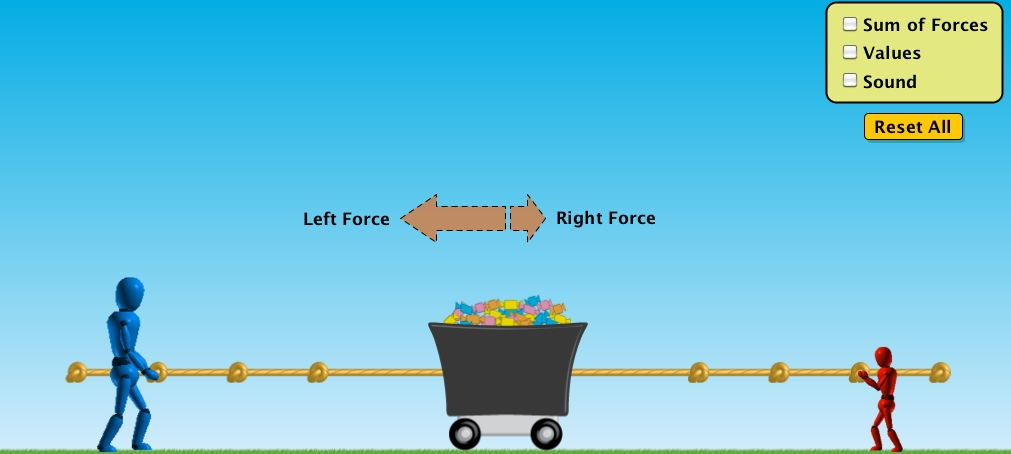 Sum of Forces
Values
Sound
Reset All
Left Force
Right Force